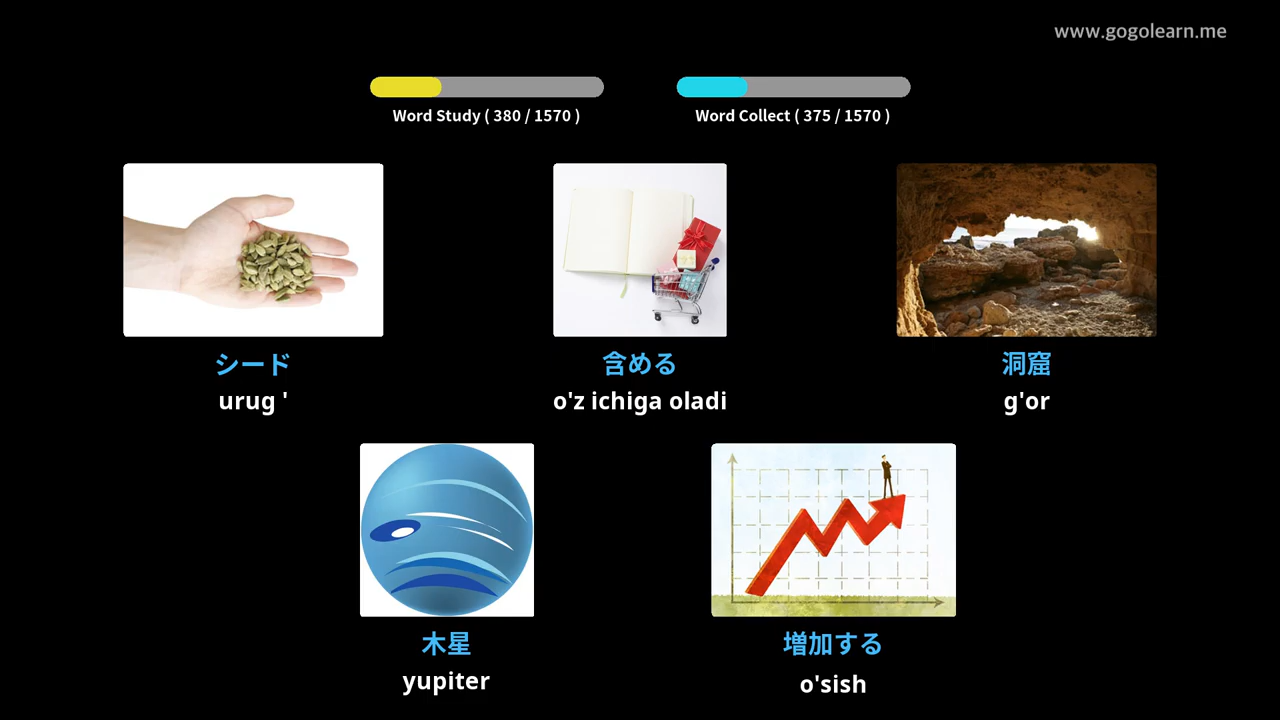 www.gogolearn.me
Word Study ( 380 / 1570 )
Word Collect ( 375 / 1570 )
シード
urug '
含める
o'z ichiga oladi
洞窟
g'or
木星
yupiter
増加する
o'sish